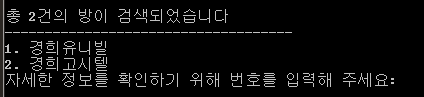 총 2건의 방이 검색되었습니다
------------------------------------
1. 경희유니빌
2. 경희고시텔
자세한 정보를 확인하기 위해 번호를 입력해 주세요: